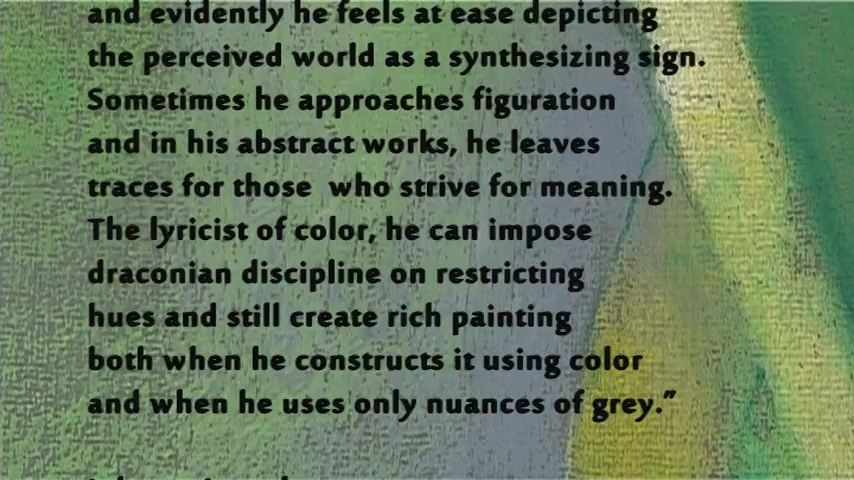 and evidently he feels at ease depicting
the perceived world as a synthesizing sign.
Sometimes he approaches figuration
and in his abstract works, he leaves
traces for those  who strive for meaning.
The lyricist of color, he can impose
draconian discipline on restricting
hues and still create rich painting
both when he constructs it using color
and when he uses only nuances of grey.”